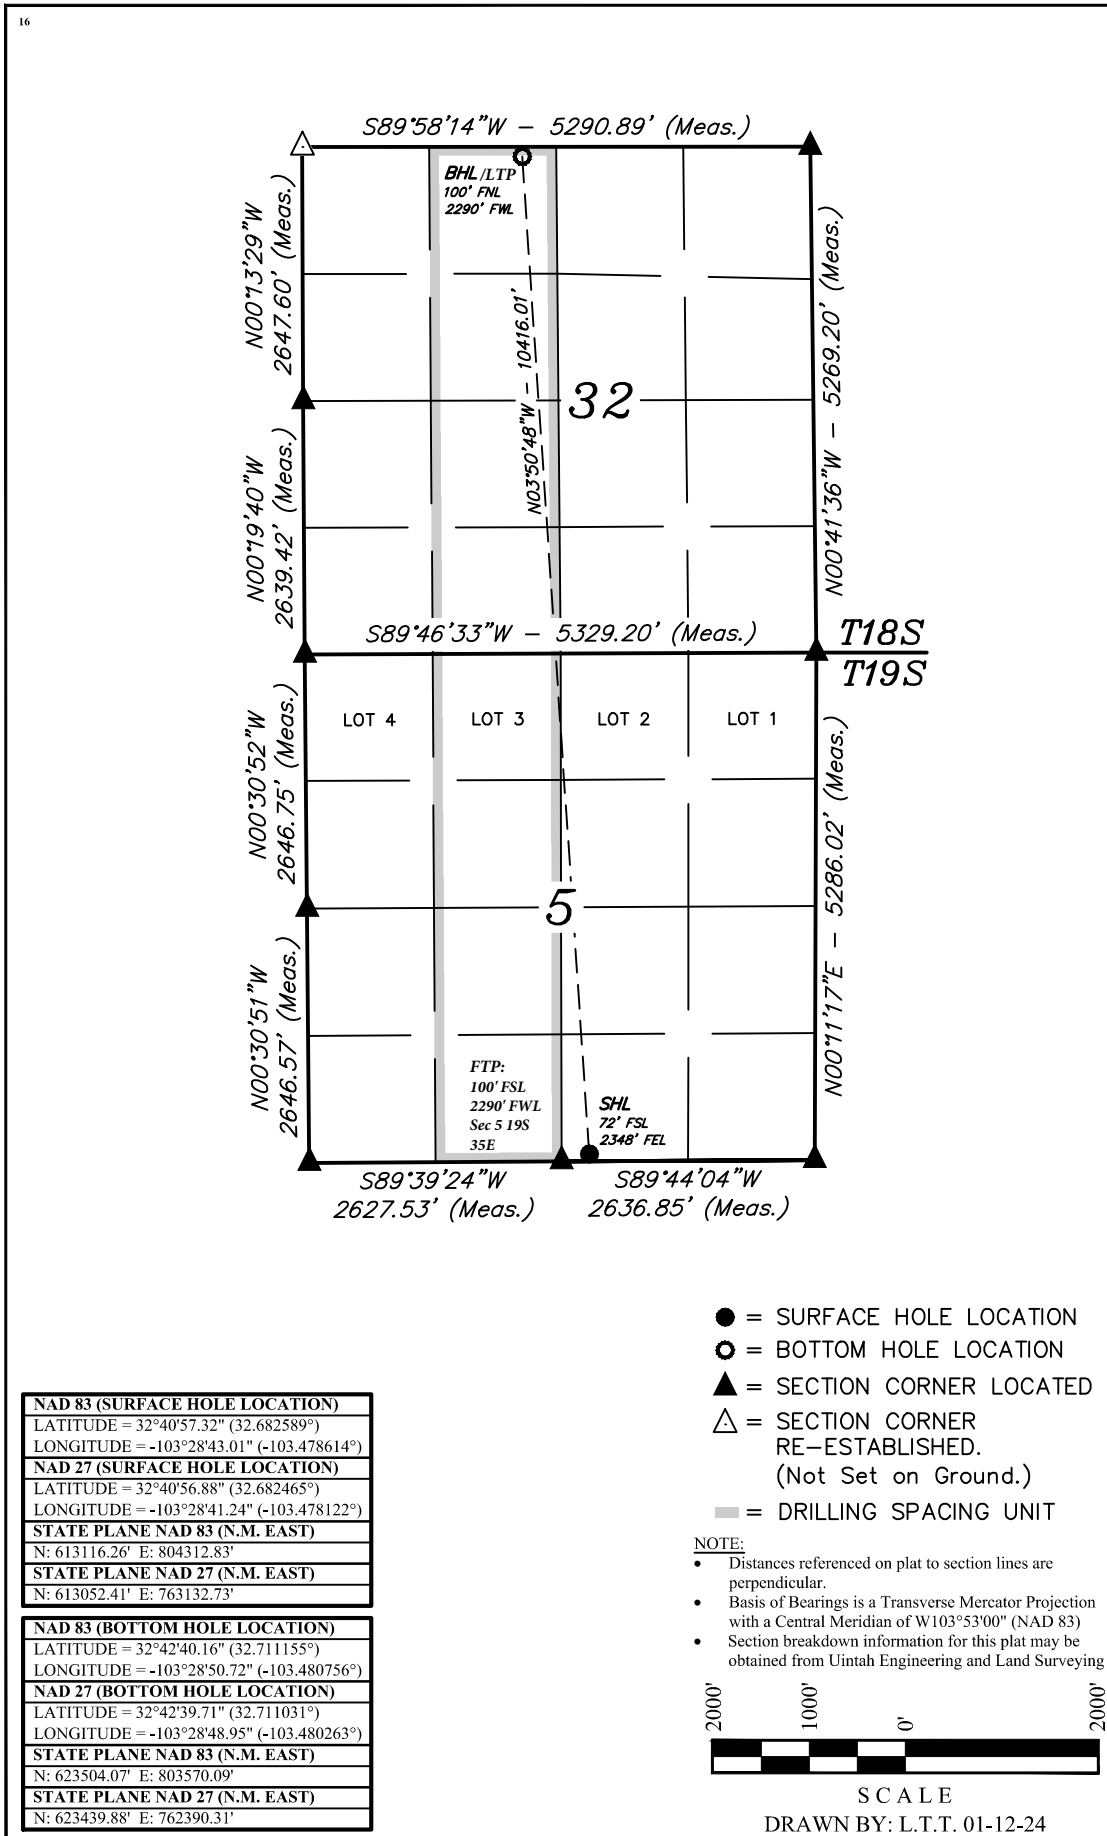 16
S89°58'14"W – 5290.89' (Meas.)
BHL/LTP
100' FNL
2290' FWL
N00°13'29"W
2647.60' (Meas.)
N03°50'48"W – 10416.01'
32
N00°41'36"W – 5269.20' (Meas.)
N00°19'40"W
2639.42' (Meas.)
S89°46'33"W – 5329.20' (Meas.)
T18S
T19S
LOT 4
LOT 3
LOT 2
LOT 1
N00°30'52"W
2646.75' (Meas.)
5
N00°11'17"E – 5286.02' (Meas.)
N00°30'51"W
2646.57' (Meas.)
FTP:
100' FSL
2290' FWL
Sec 5 19S
35E
SHL
72' FSL
2348' FEL
S89°39'24"W
2627.53' (Meas.)
S89°44'04"W
2636.85' (Meas.)
= SURFACE HOLE LOCATION
= BOTTOM HOLE LOCATION
= SECTION CORNER LOCATED
= SECTION CORNER
RE-ESTABLISHED.
(Not Set on Ground.)
= DRILLING SPACING UNIT
NOTE:
• Distances referenced on plat to section lines are
perpendicular.
• Basis of Bearings is a Transverse Mercator Projection
with a Central Meridian of W103°53'00" (NAD 83)
• Section breakdown information for this plat may be
obtained from Uintah Engineering and Land Surveying
NAD 83 (SURFACE HOLE LOCATION)
LATITUDE = 32°40'57.32" (32.682589°)
LONGITUDE = -103°28'43.01" (-103.478614°)
NAD 27 (SURFACE HOLE LOCATION)
LATITUDE = 32°40'56.88" (32.682465°)
LONGITUDE = -103°28'41.24" (-103.478122°)
STATE PLANE NAD 83 (N.M. EAST)
N: 613116.26' E: 804312.83'
STATE PLANE NAD 27 (N.M. EAST)
N: 613052.41' E: 763132.73'
NAD 83 (BOTTOM HOLE LOCATION)
LATITUDE = 32°42'40.16" (32.711155°)
LONGITUDE = -103°28'50.72" (-103.480756°)
NAD 27 (BOTTOM HOLE LOCATION)
LATITUDE = 32°42'39.71" (32.711031°)
LONGITUDE = -103°28'48.95" (-103.480263°)
STATE PLANE NAD 83 (N.M. EAST)
N: 623504.07' E: 803570.09'
STATE PLANE NAD 27 (N.M. EAST)
N: 623439.88' E: 762390.31'
2000' 1000' 0' 2000'
SCALE
DRAWN BY: L.T.T. 01-12-24